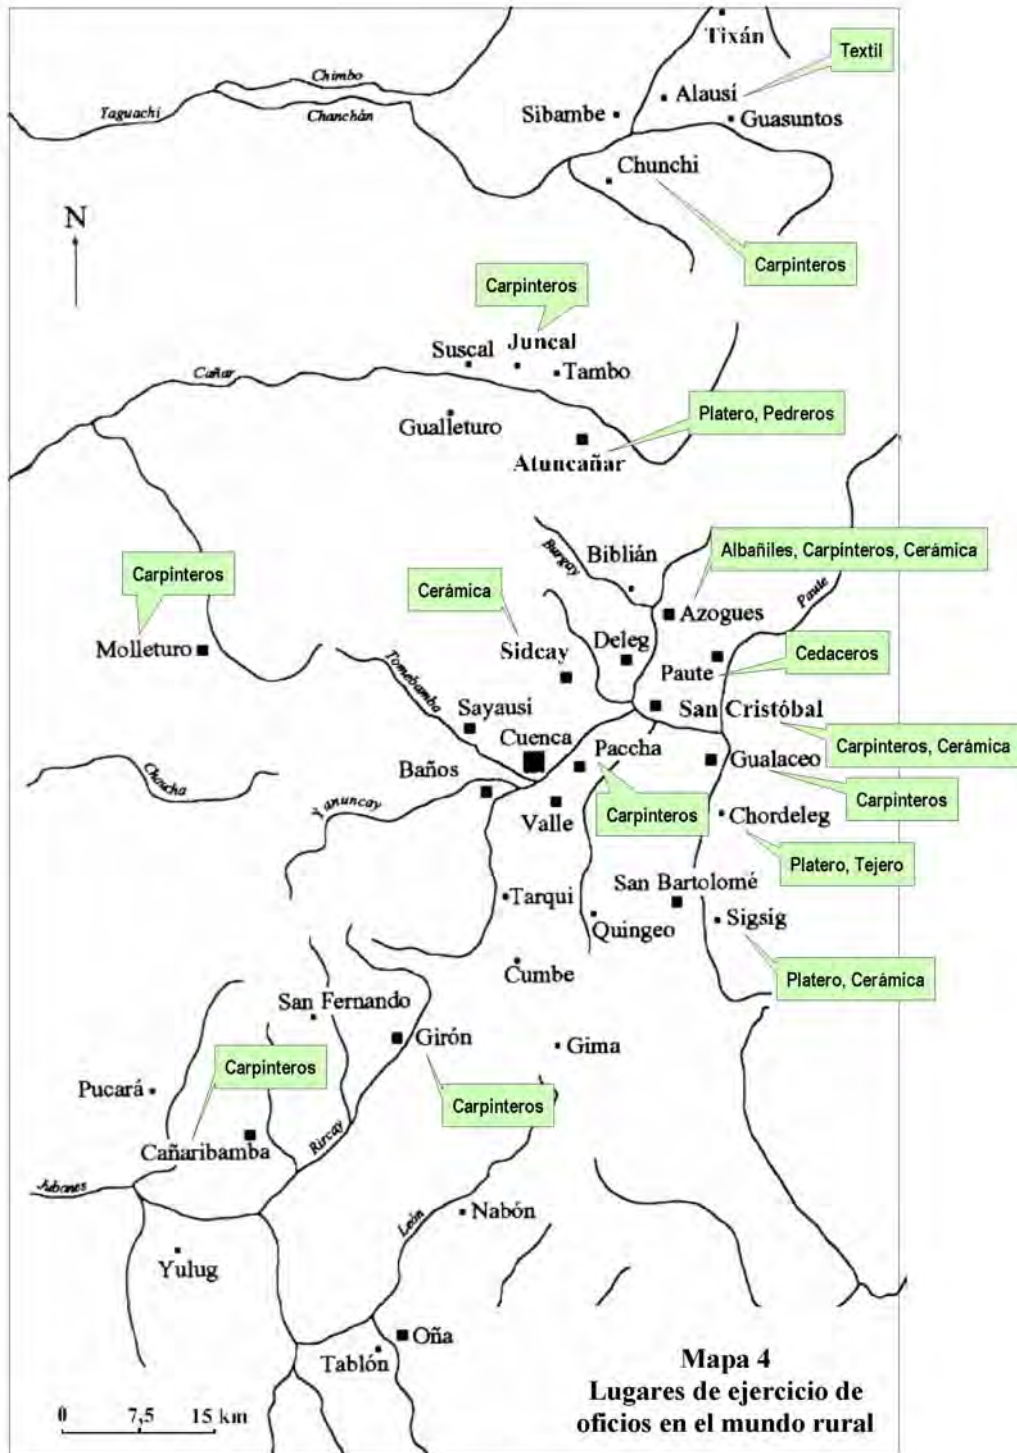 Tixán
Textil
Chimbo
Alausí
Yaguachi
Chanchán
Sibambe
Guasuntos
Chunchi
N
Carpinteros
Carpinteros
Juncal
Suscal
Cañar
Tambo
Platero, Pedreros
Gualleturo
Atuncañar
Burgay
Biblián
Albañiles, Carpinteros, Cerámica
Carpinteros
Cerámica
Paute
Azogues
Molleturo
Sidcay
Deleg
Cedaceros
Tomebamba
Paute
Sayausi
San Cristóbal
Cuenca
Paccha
Carpinteros, Cerámica
Baños
Gualaceo
Chaucha
Yanuncay
Carpinteros
Valle
Carpinteros
Chordeleg
Platero, Tejero
San Bartolomé
Tarqui
Quingeo
Sigsig
Cumbe
Platero, Cerámica
San Fernando
Girón
Gima
Carpinteros
Pucará
Carpinteros
Rircay
Cañaribamba
Jubones
León
Nabón
Yulug
Oña
Tablón
Mapa 4
Lugares de ejercicio de
oficios en el mundo rural
0 7,5 15 km